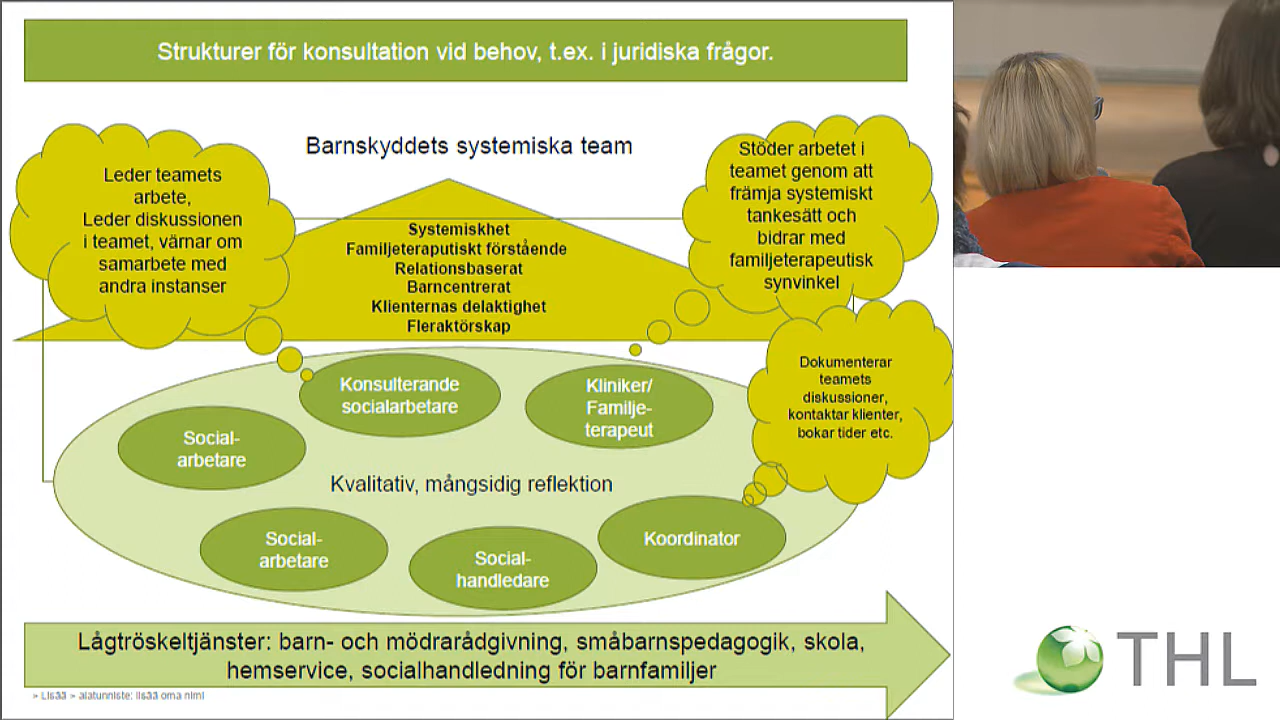 Strukturer för konsultation vid behov, t.ex. i juridiska frågor.
Barnskyddets systemiska team
Leder teamets
arbete,
Leder diskussionen
i teamet, värnar om
samarbete med
andra instanser
Stöder arbetet i
teamet genom att
främja systemiskt
tankesätt och
bidrar med
familjeterapeutisk
synvinkel
Systemiskhet
Familjeteraputiskt förstående
Relationsbaserat
Barncentrerat
Klienternas delaktighet
Fleraktörskap
Dokumenterar
teamets
diskussioner,
kontaktar klienter,
bokar tider etc.
Konsulterande
socialarbetare
Kliniker/
Familje-
terapeut
Social-
arbetare
Kvalitativ, mångsidig reflektion
Social-
arbetare
Social-
handledare
Koordinator
Lågtröskeltjänster: barn- och mödrarådgivning, småbarnspedagogik, skola,
hemservice, socialhandledning för barnfamiljer
> Lisää > alatunniste: lisää oma nimi
THL